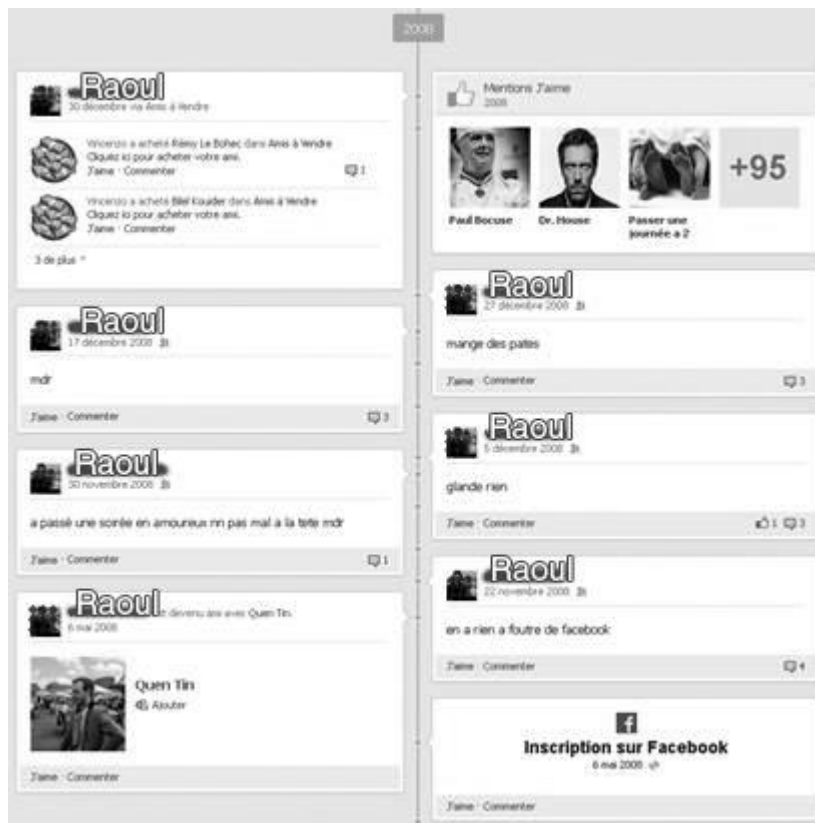 2008
Raoul
30 décembre via Amis à Vendre
Vincenzo a acheté Rémy Le Bohec dans Amis à Vendre
Cliquez ici pour acheter votre ami.
J'aime · Commenter 1
Vincenzo a acheté Bilel Kouider dans Amis à Vendre
Cliquez ici pour acheter votre ami.
J'aime · Commenter
3 de plus
Raoul
17 décembre 2008
mdr
J'aime · Commenter 3
Raoul
30 novembre 2008
a passé une soirée en amoureux nn pas mal a la tete mdr
J'aime · Commenter 1
Raoul devenu ami avec Quen Tin.
6 mai 2008
Quen Tin
Ajouter
J'aime · Commenter
Mentions J'aime
2008
+95
Paul Bocuse
Dr. House
Passer une
journée a 2
Raoul
27 décembre 2008
mange des pates
J'aime · Commenter 3
Raoul
5 décembre 2008
glande rien
J'aime · Commenter 1 3
Raoul
22 novembre 2008
en a rien a foutre de facebook
J'aime · Commenter 4
f
Inscription sur Facebook
6 mai 2008
J'aime · Commenter